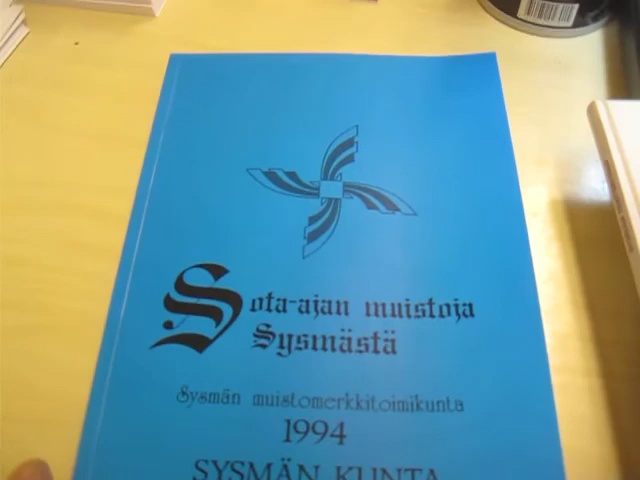 Sota-ajan muistoja
Sysmästä
Sysmän muistomerkkitoimikunta
1994
SYSMÄN KUNTA